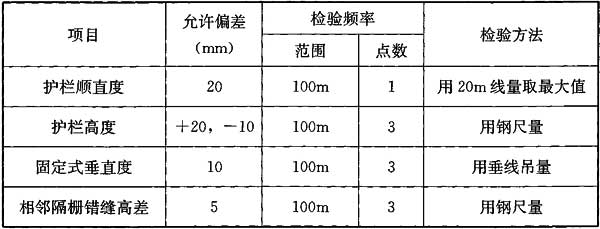 项目 允许偏差（mm） 检验频率 检验方法
范围 点数
护栏顺直度 20 100m 1 用20m线量取最大值
护栏高度 +20，-10 100m 3 用钢尺量
固定式垂直度 10 100m 3 用垂线吊量
相邻隔栅错缝高差 5 100m 3 用钢尺量